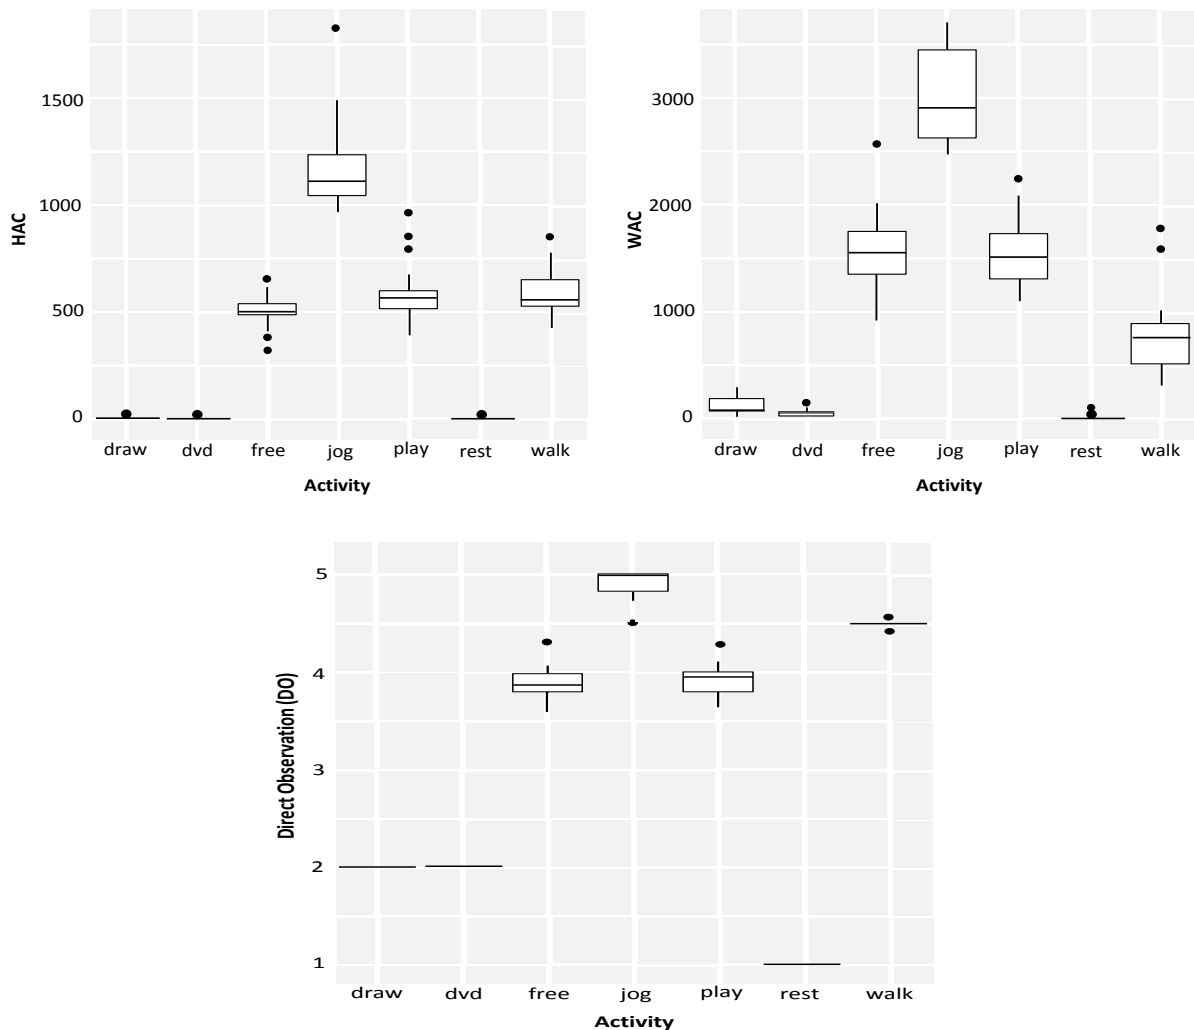 HAC
1500
1000
500
0
draw dvd free jog play rest walk
Activity
WAC
3000
2000
1000
0
draw dvd free jog play rest walk
Activity
Direct Observation (DO)
5
4
3
2
1
draw dvd free jog play rest walk
Activity